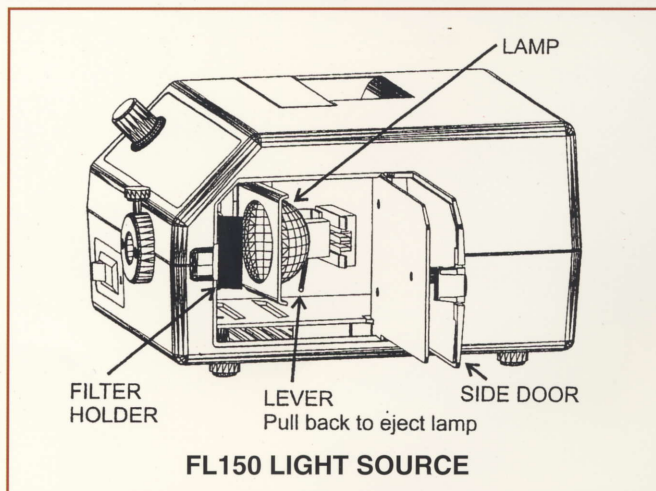 LAMP
FILTER
HOLDER
LEVER
Pull back to eject lamp
SIDE DOOR
FL150 LIGHT SOURCE